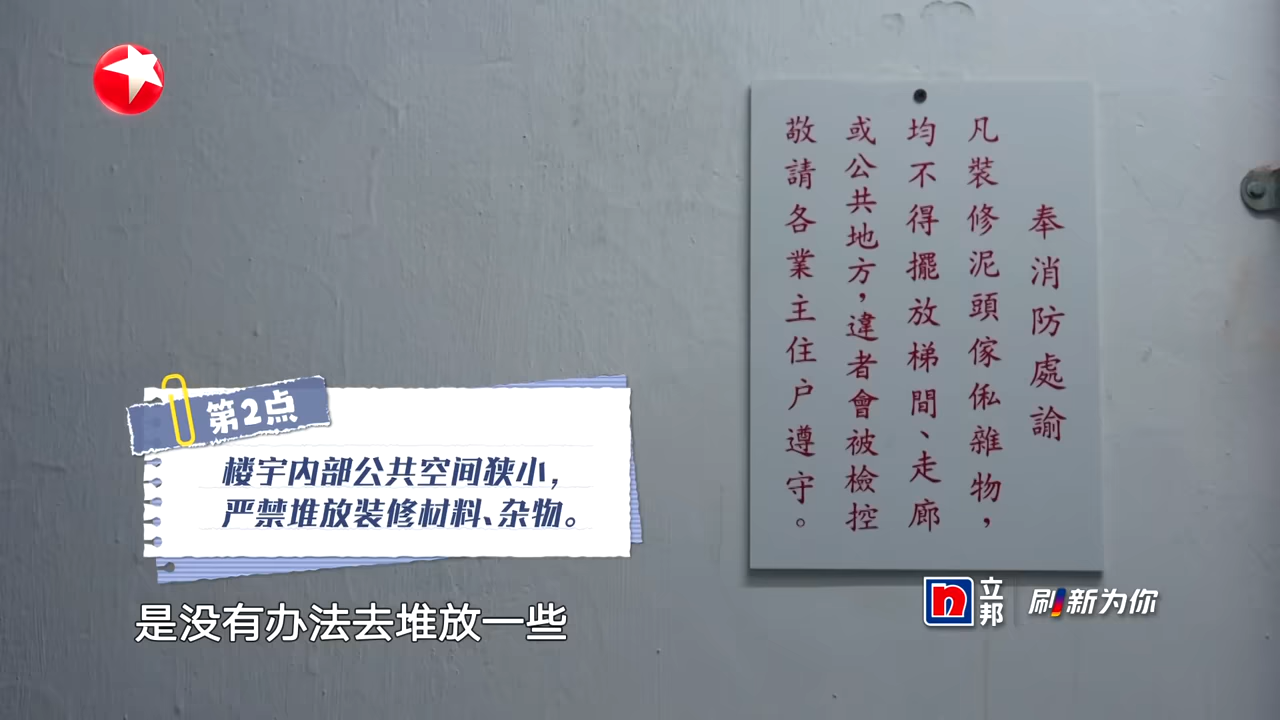 奉消防處諭
凡裝修泥頭傢俬雜物，
均不得擺放梯間、走廊
或公共地方，違者會被檢控
敬請各業主住户遵守。
第2点
楼宇内部公共空间狭小，
严禁堆放装修材料、杂物。
是没有办法去堆放一些
n 立邦
刷新为你